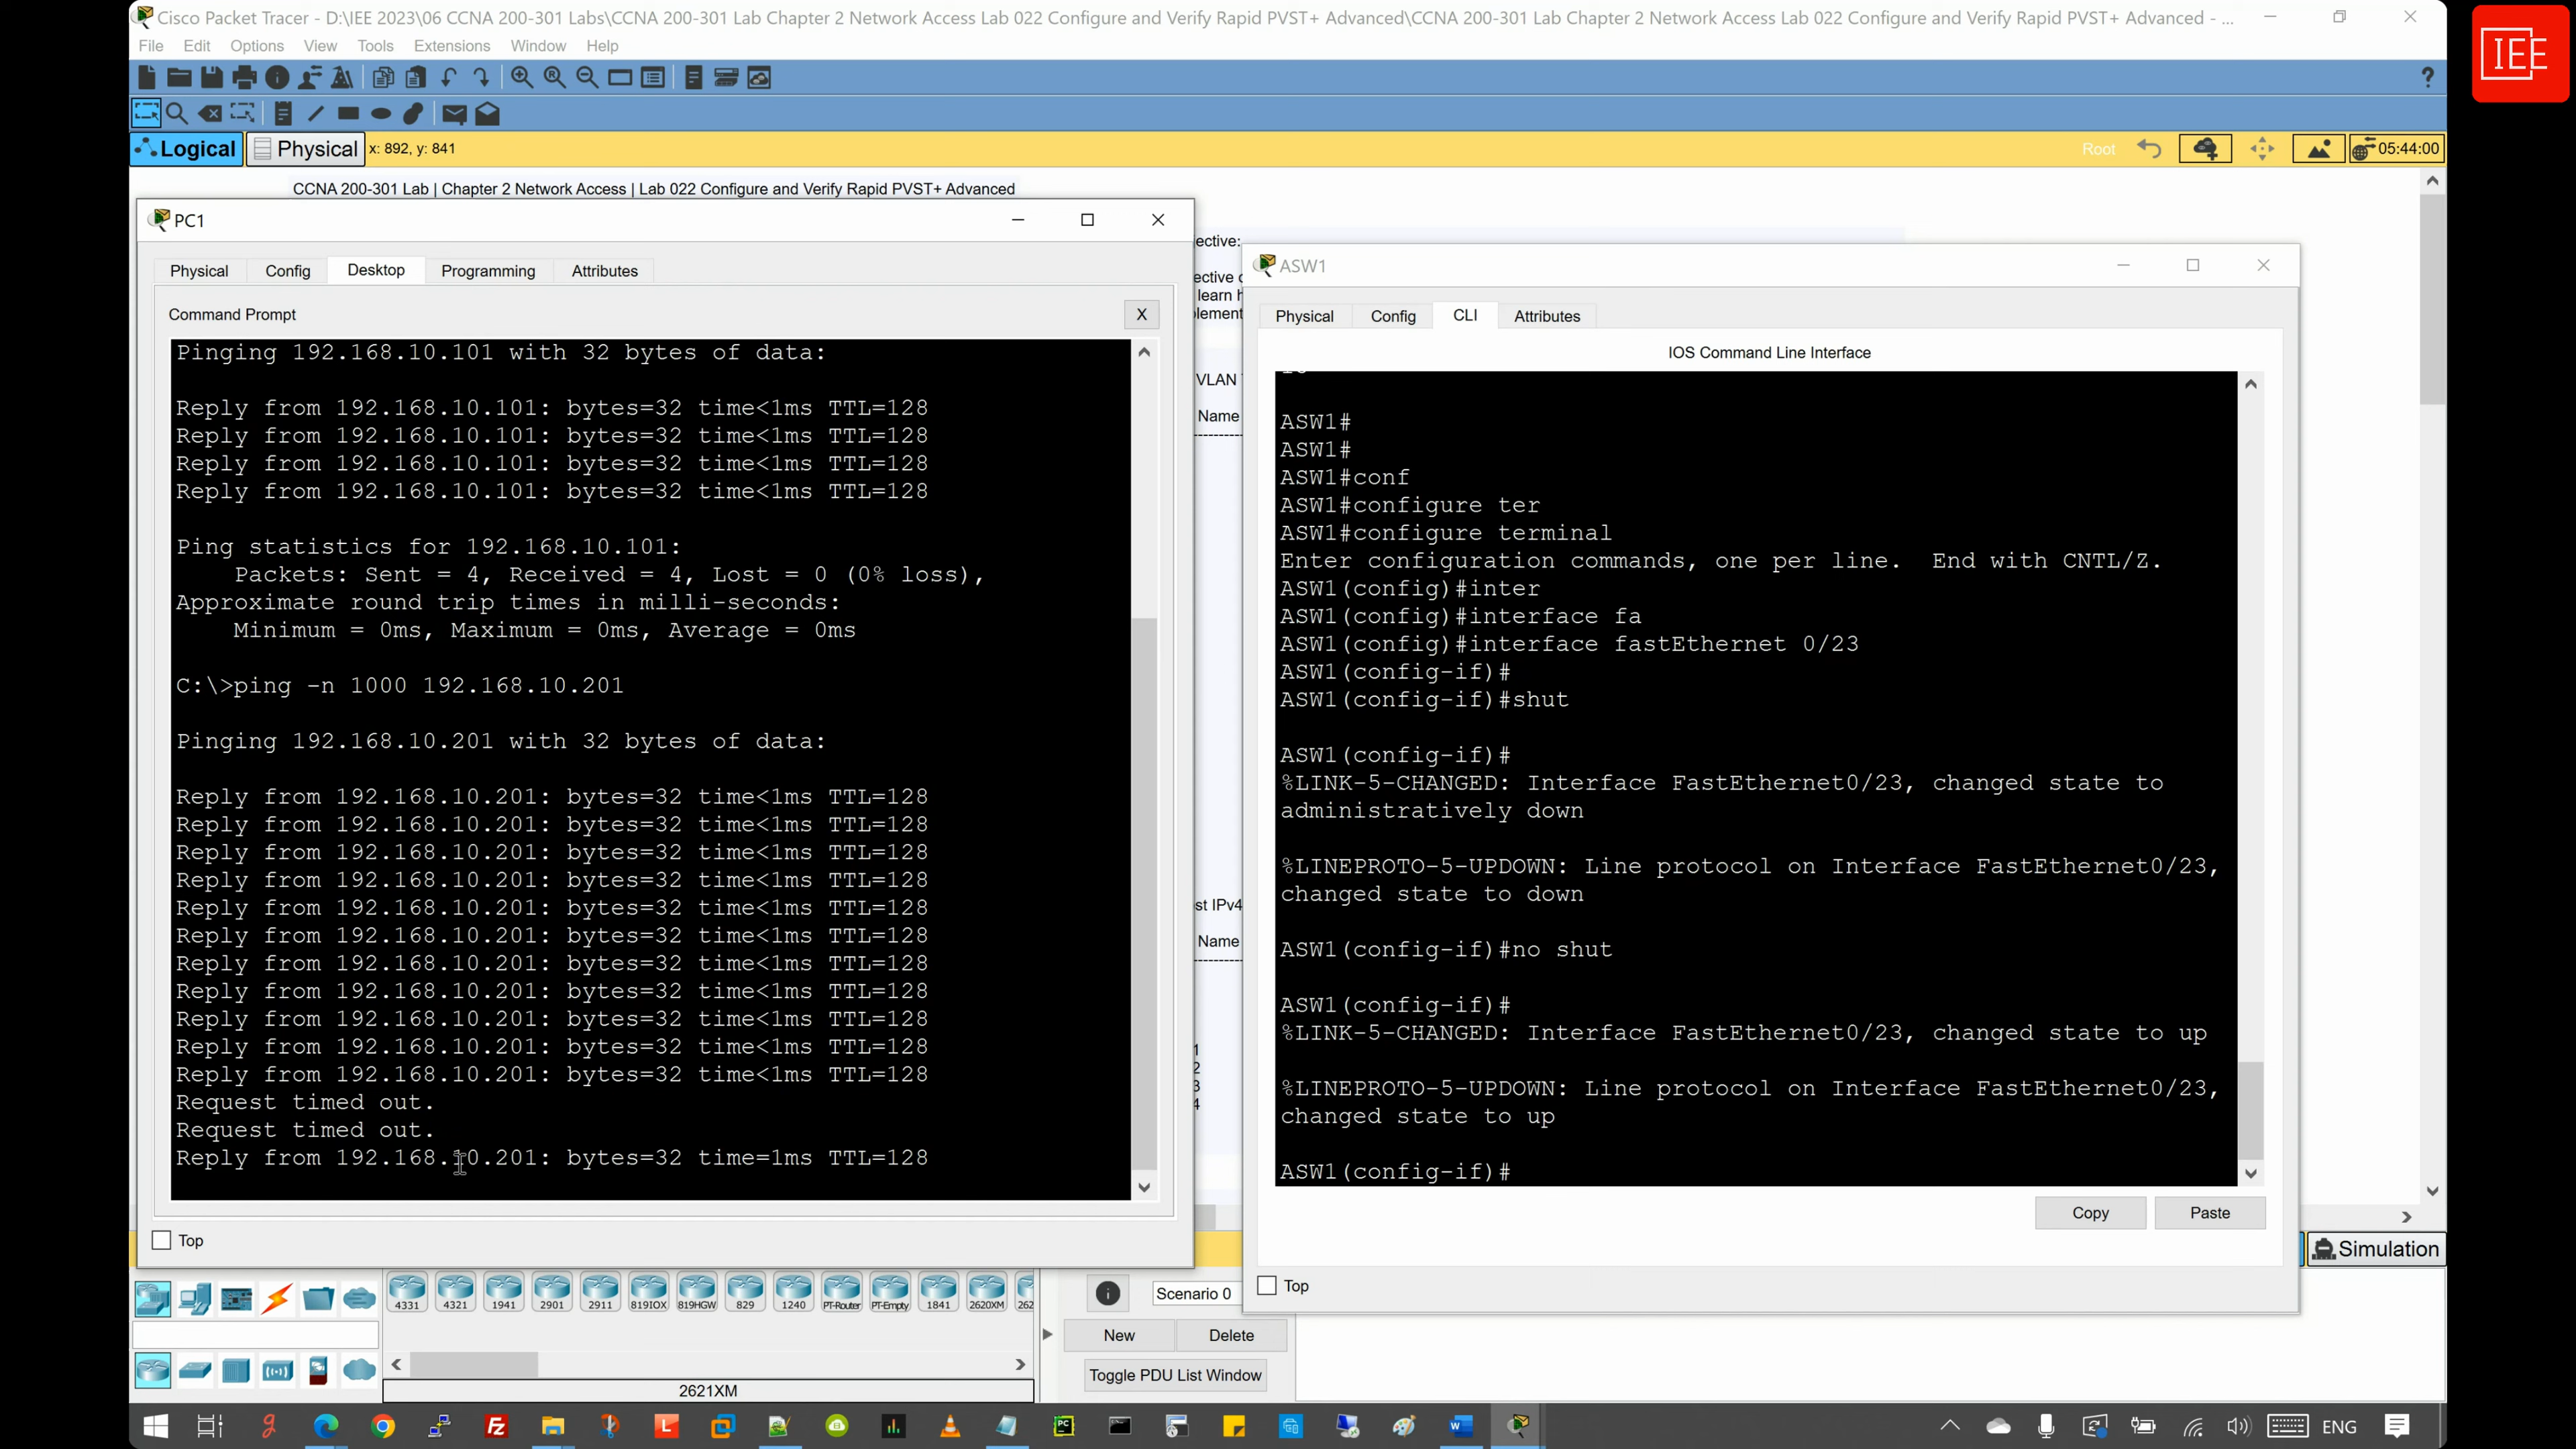 Cisco Packet Tracer - D:\IEE 2023\06 CCNA 200-301 Labs\CCNA 200-301 Lab Chapter 2 Network Access Lab 022 Configure and Verify Rapid PVST+ Advanced\CCNA 200-301 Lab Chapter 2 Network Access Lab 022 Configure and Verify Rapid PVST+ Advanced - ...
IEE
File Edit Options View Tools Extensions Window Help
Logical Physical x: 892, y: 841 Root 05:44:00
CCNA 200-301 Lab | Chapter 2 Network Access | Lab 022 Configure and Verify Rapid PVST+ Advanced
PC1
Physical Config Desktop Programming Attributes
Command Prompt X
Pinging 192.168.10.101 with 32 bytes of data:
Reply from 192.168.10.101: bytes=32 time<1ms TTL=128
Reply from 192.168.10.101: bytes=32 time<1ms TTL=128
Reply from 192.168.10.101: bytes=32 time<1ms TTL=128
Reply from 192.168.10.101: bytes=32 time<1ms TTL=128
Ping statistics for 192.168.10.101:
Packets: Sent = 4, Received = 4, Lost = 0 (0% loss),
Approximate round trip times in milli-seconds:
Minimum = 0ms, Maximum = 0ms, Average = 0ms
C:\>ping -n 1000 192.168.10.201
Pinging 192.168.10.201 with 32 bytes of data:
Reply from 192.168.10.201: bytes=32 time<1ms TTL=128
Reply from 192.168.10.201: bytes=32 time<1ms TTL=128
Reply from 192.168.10.201: bytes=32 time<1ms TTL=128
Reply from 192.168.10.201: bytes=32 time<1ms TTL=128
Reply from 192.168.10.201: bytes=32 time<1ms TTL=128
Reply from 192.168.10.201: bytes=32 time<1ms TTL=128
Reply from 192.168.10.201: bytes=32 time<1ms TTL=128
Reply from 192.168.10.201: bytes=32 time<1ms TTL=128
Reply from 192.168.10.201: bytes=32 time<1ms TTL=128
Reply from 192.168.10.201: bytes=32 time<1ms TTL=128
Reply from 192.168.10.201: bytes=32 time<1ms TTL=128
Request timed out.
Request timed out.
Reply from 192.168.10.201: bytes=32 time=1ms TTL=128
Top
ective:
ective
learn
lement
VLAN
Name
st IPv4
Name
1
2
3
4
ASW1
Physical Config CLI Attributes
IOS Command Line Interface
ASW1#
ASW1#
ASW1#conf
ASW1#configure ter
ASW1#configure terminal
Enter configuration commands, one per line. End with CNTL/Z.
ASW1(config)#inter
ASW1(config)#interface fa
ASW1(config)#interface fastEthernet 0/23
ASW1(config-if)#
ASW1(config-if)#shut
ASW1(config-if)#
%LINK-5-CHANGED: Interface FastEthernet0/23, changed state to
administratively down
%LINEPROTO-5-UPDOWN: Line protocol on Interface FastEthernet0/23,
changed state to down
ASW1(config-if)#no shut
ASW1(config-if)#
%LINK-5-CHANGED: Interface FastEthernet0/23, changed state to up
%LINEPROTO-5-UPDOWN: Line protocol on Interface FastEthernet0/23,
changed state to up
ASW1(config-if)#
Copy Paste
Top
Simulation
4331 4321 1941 2901 2911 819IOX 819HGW 829 1240 PT-Router PT-Empty 1841 2620XM 262
2621XM
Scenario 0
New Delete
Toggle PDU List Window
ENG